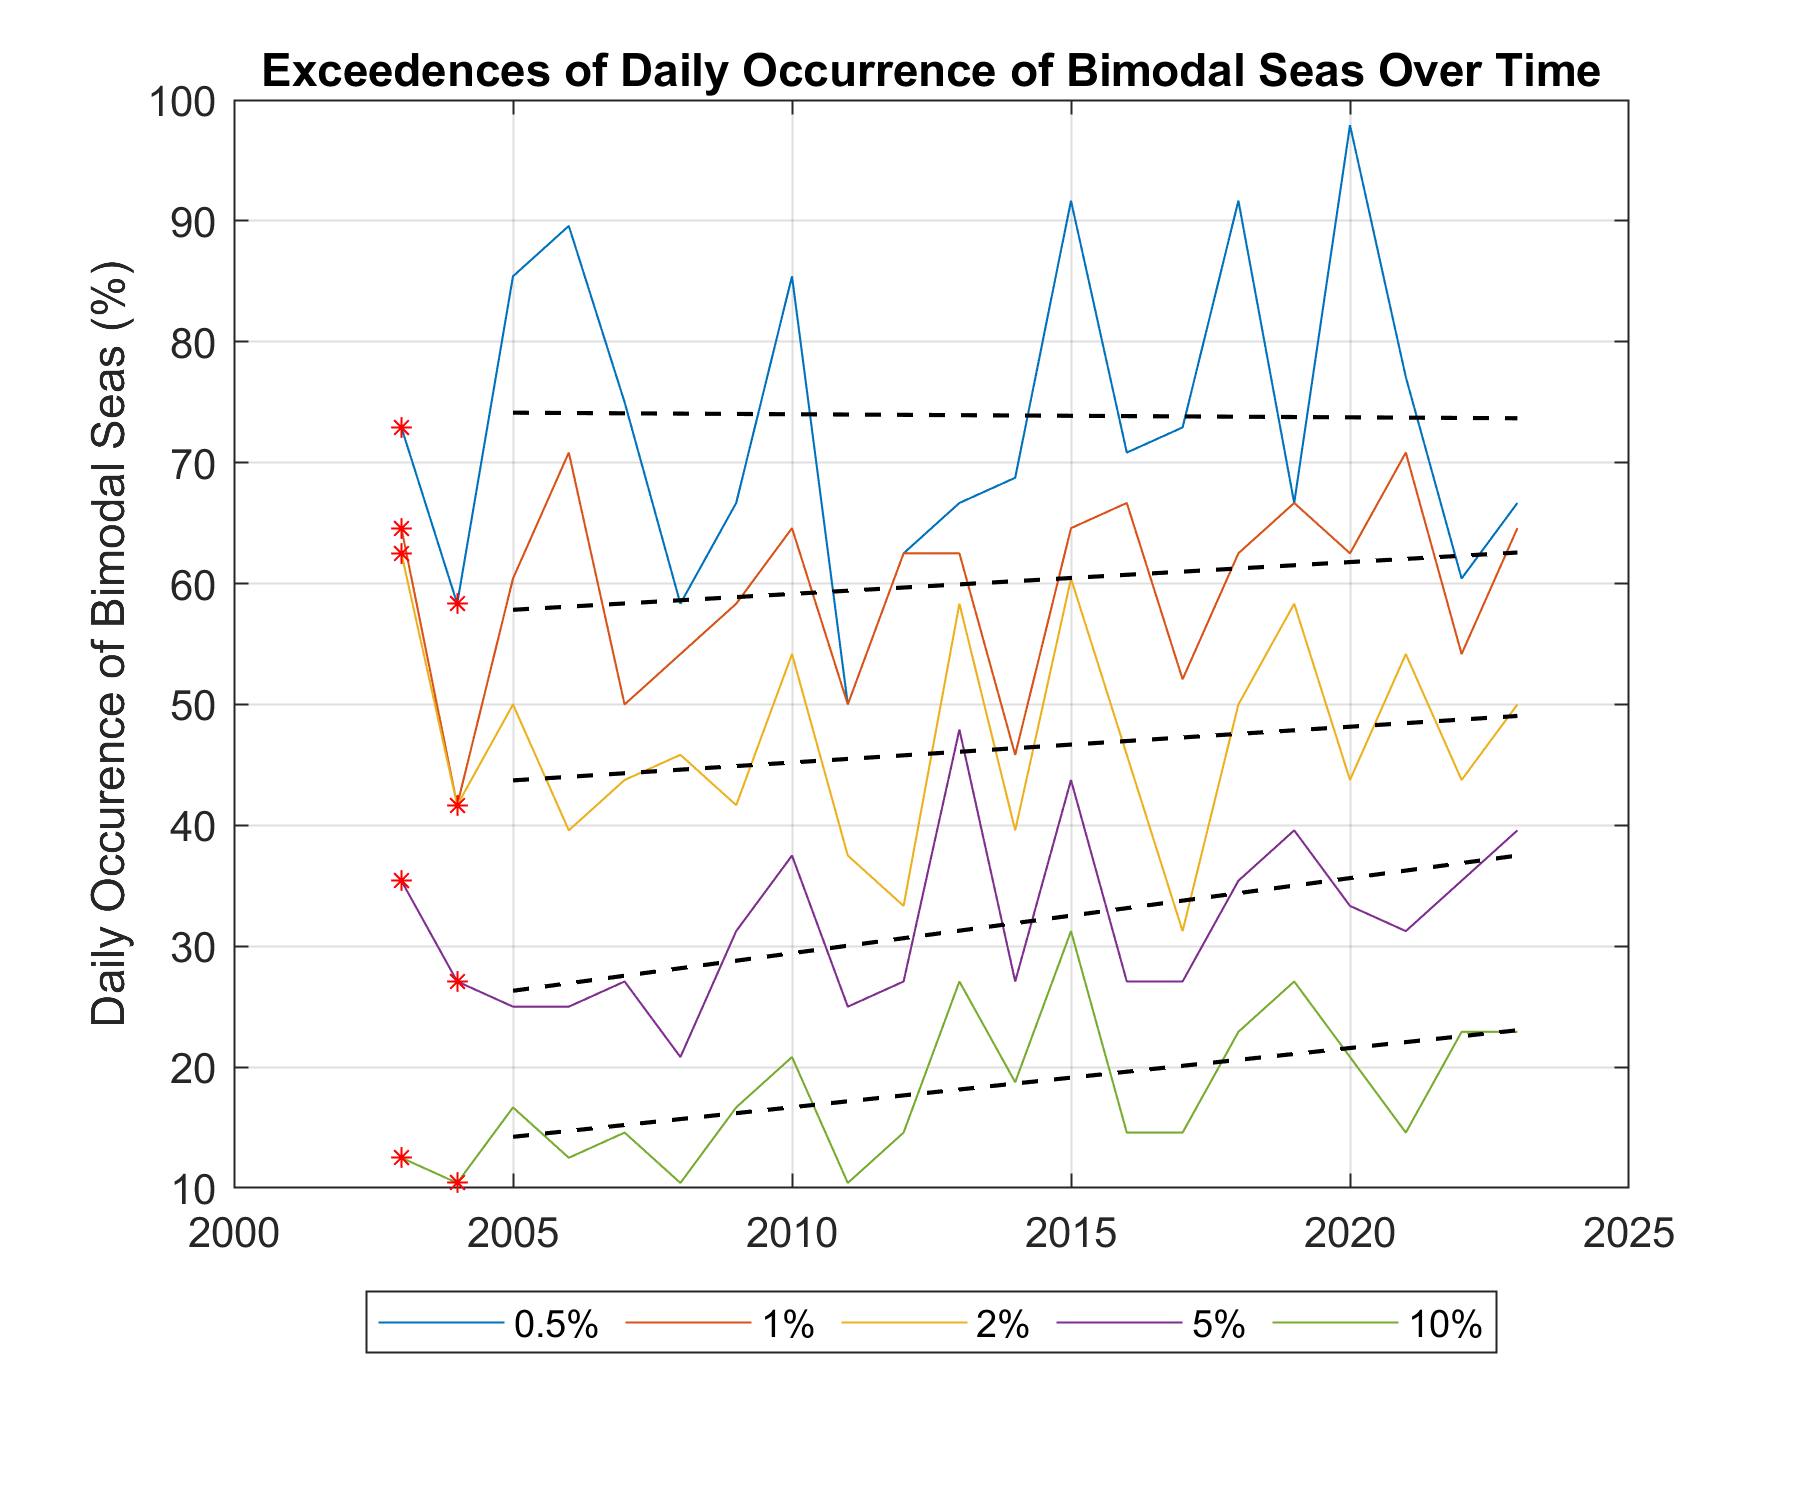 Exceedences of Daily Occurrence of Bimodal Seas Over Time
Daily Occurence of Bimodal Seas (%)
100
90
80
70
60
50
40
30
20
10
2000 2005 2010 2015 2020 2025
0.5% 1% 2% 5% 10%